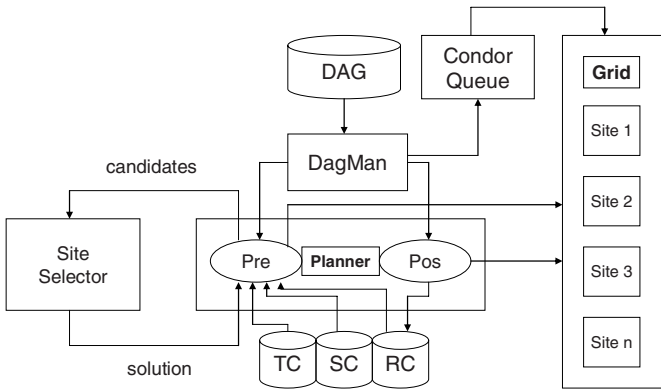 Condor
Queue
DAG
Grid
Site 1
DagMan
candidates
Site 2
Site
Selector
Pre
Planner
Pos
Site 3
TC
SC
RC
Site n
solution